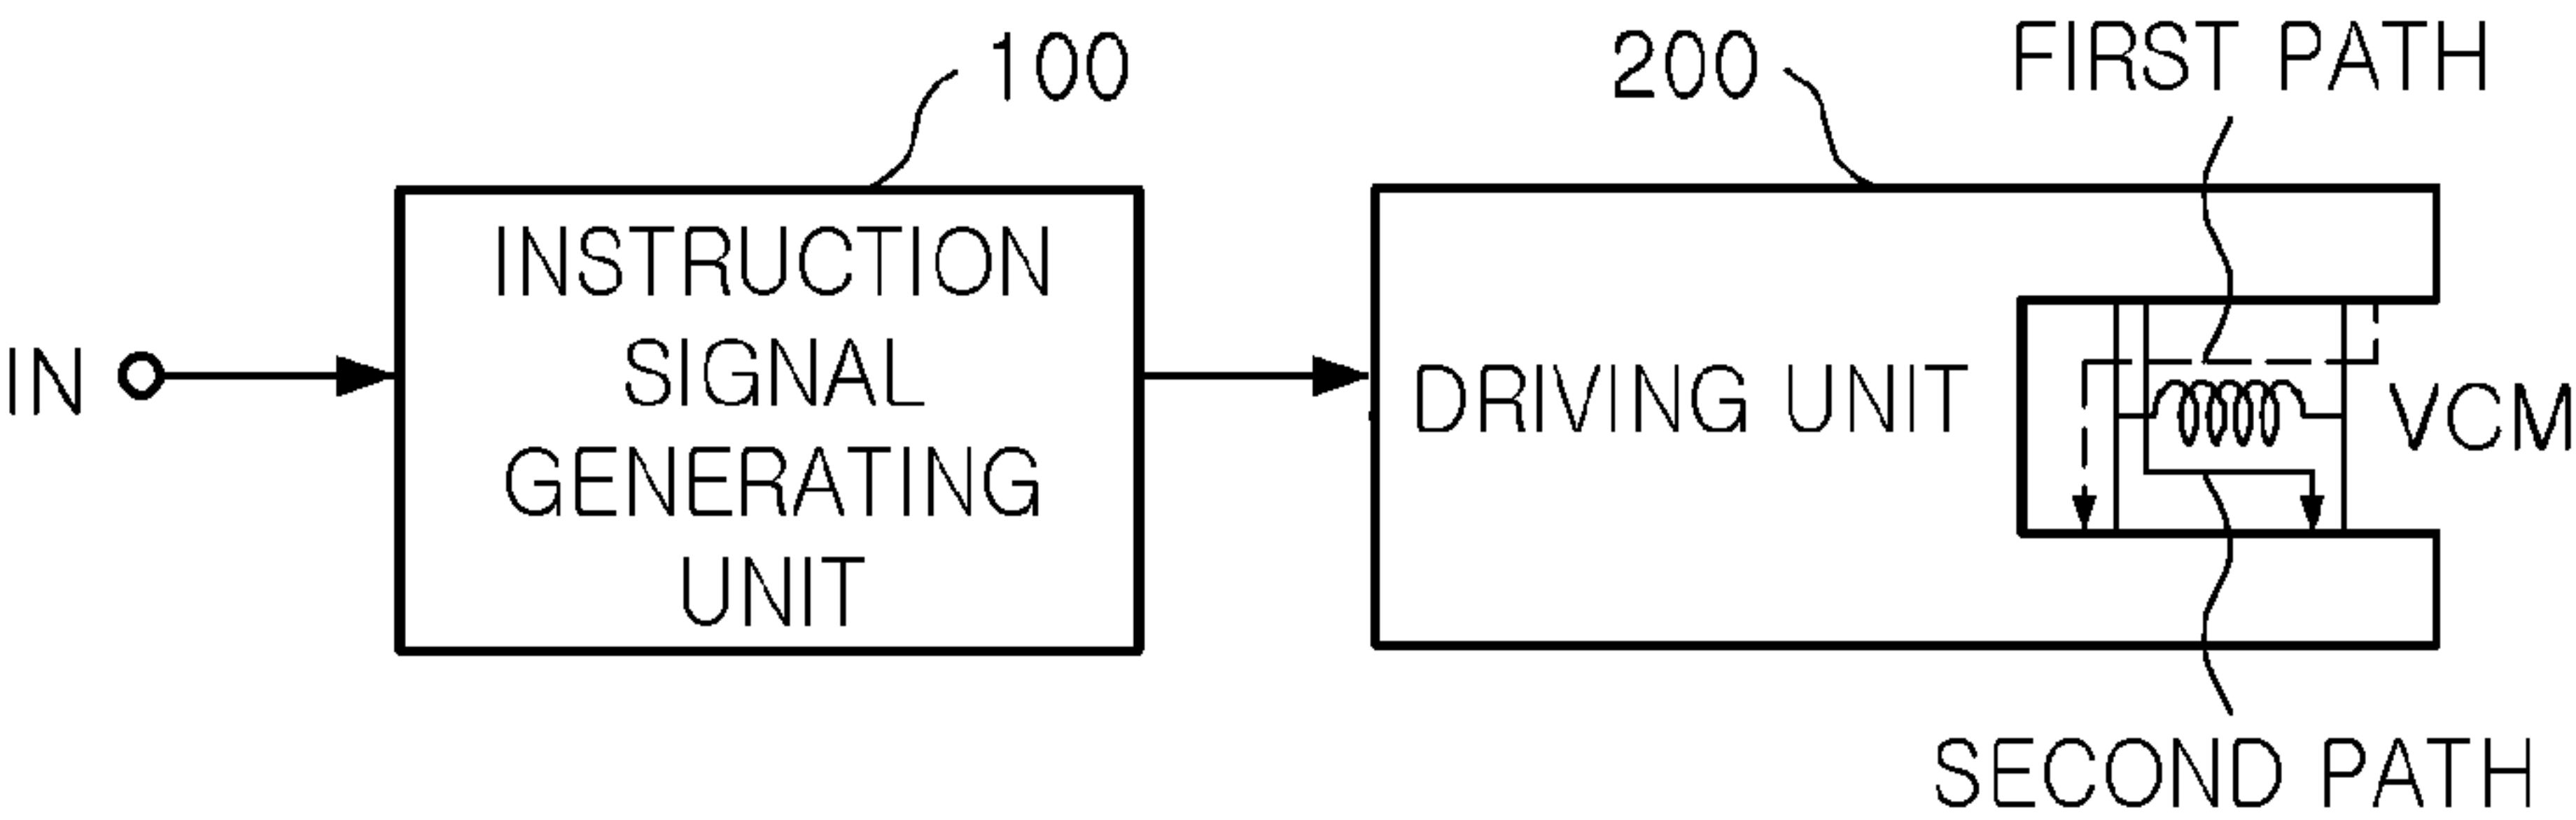 100
200
FIRST PATH
IN
INSTRUCTION
SIGNAL
GENERATING
UNIT
DRIVING UNIT
VCM
SECOND PATH